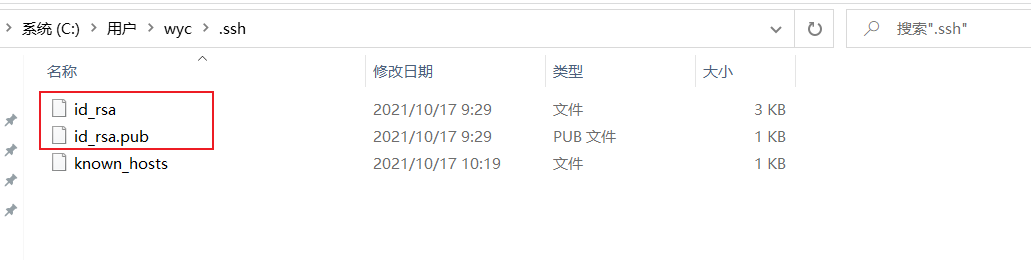 系统 (C:) 用户 wyc .ssh 搜索".ssh"
名称 修改日期 类型 大小
id_rsa 2021/10/17 9:29 文件 3 KB
id_rsa.pub 2021/10/17 9:29 PUB 文件 1 KB
known_hosts 2021/10/17 10:19 文件 1 KB